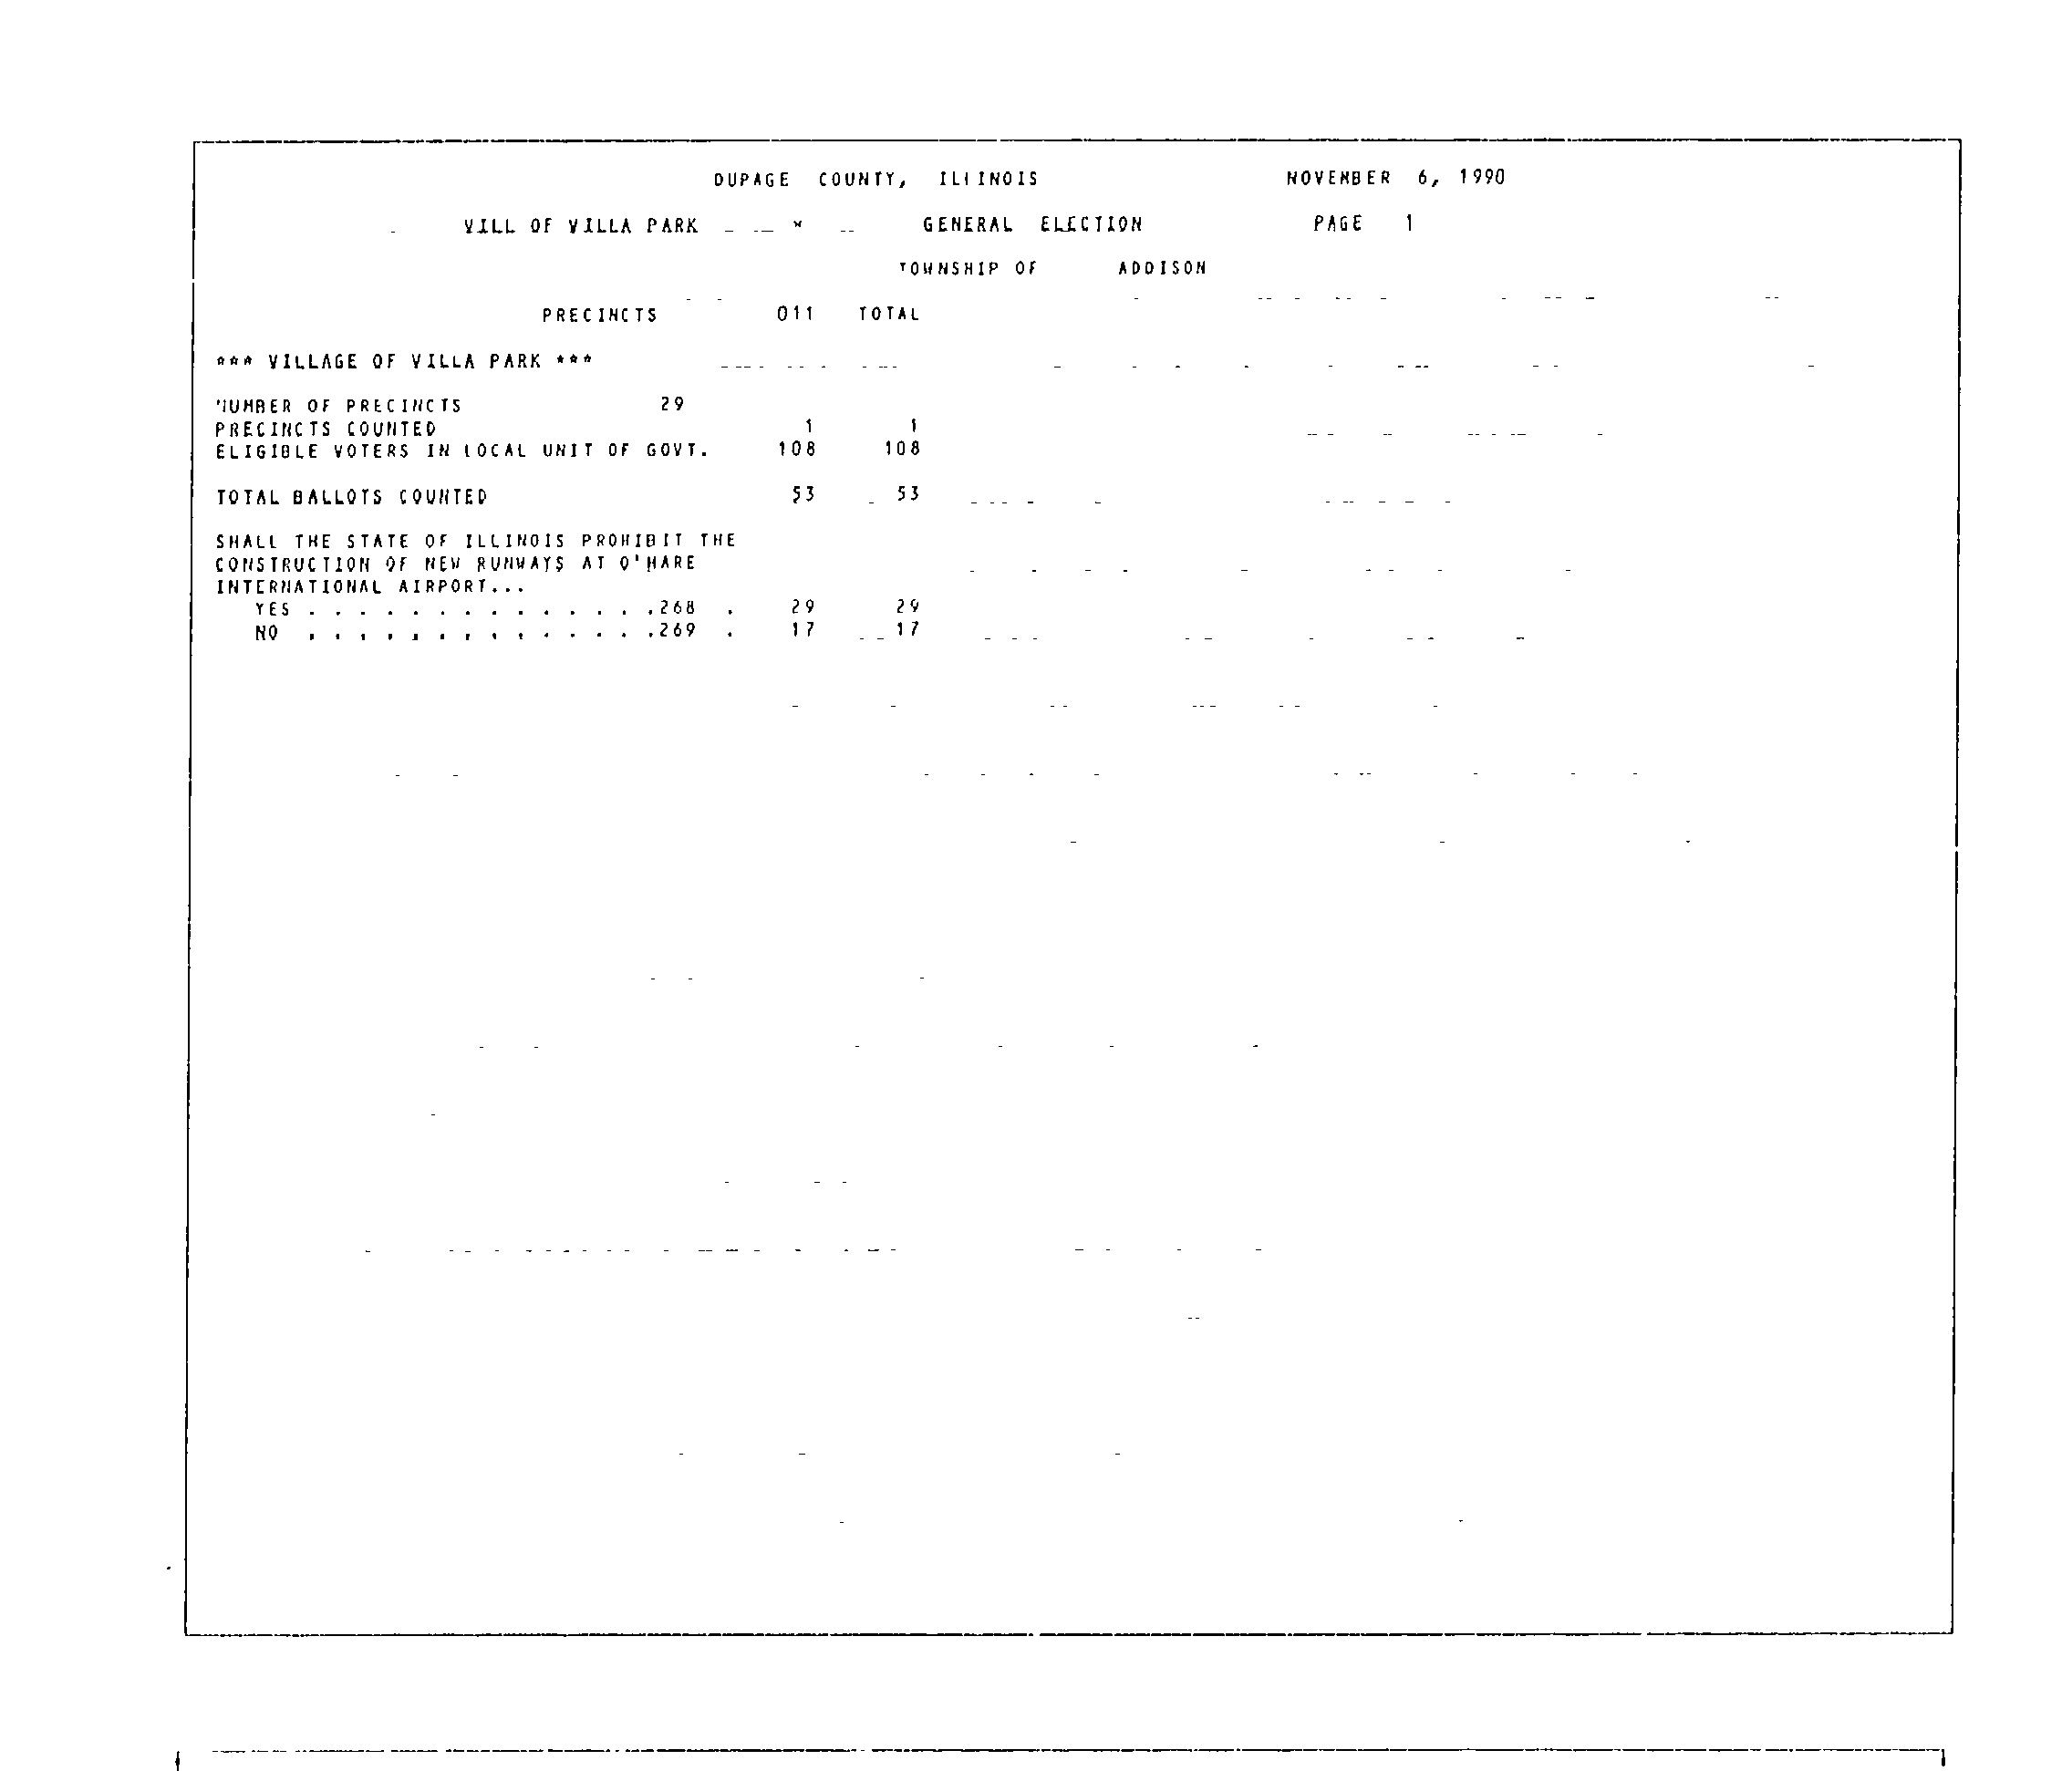 DUPAGE COUNTY, ILLINOIS NOVEMBER 6, 1990
VILL OF VILLA PARK * GENERAL ELECTION PAGE 1
TOWNSHIP OF ADDISON
PRECINCTS 011 TOTAL
*** VILLAGE OF VILLA PARK ***
NUMBER OF PRECINCTS 29
PRECINCTS COUNTED 1 1
ELIGIBLE VOTERS IN LOCAL UNIT OF GOVT. 108 108
TOTAL BALLOTS COUNTED 53 53
SHALL THE STATE OF ILLINOIS PROHIBIT THE
CONSTRUCTION OF NEW RUNWAYS AT O'HARE
INTERNATIONAL AIRPORT...
YES . . . . . . . . . . . . . .268 . 29 29
NO . . . . . . . . . . . . . .269 . 17 17